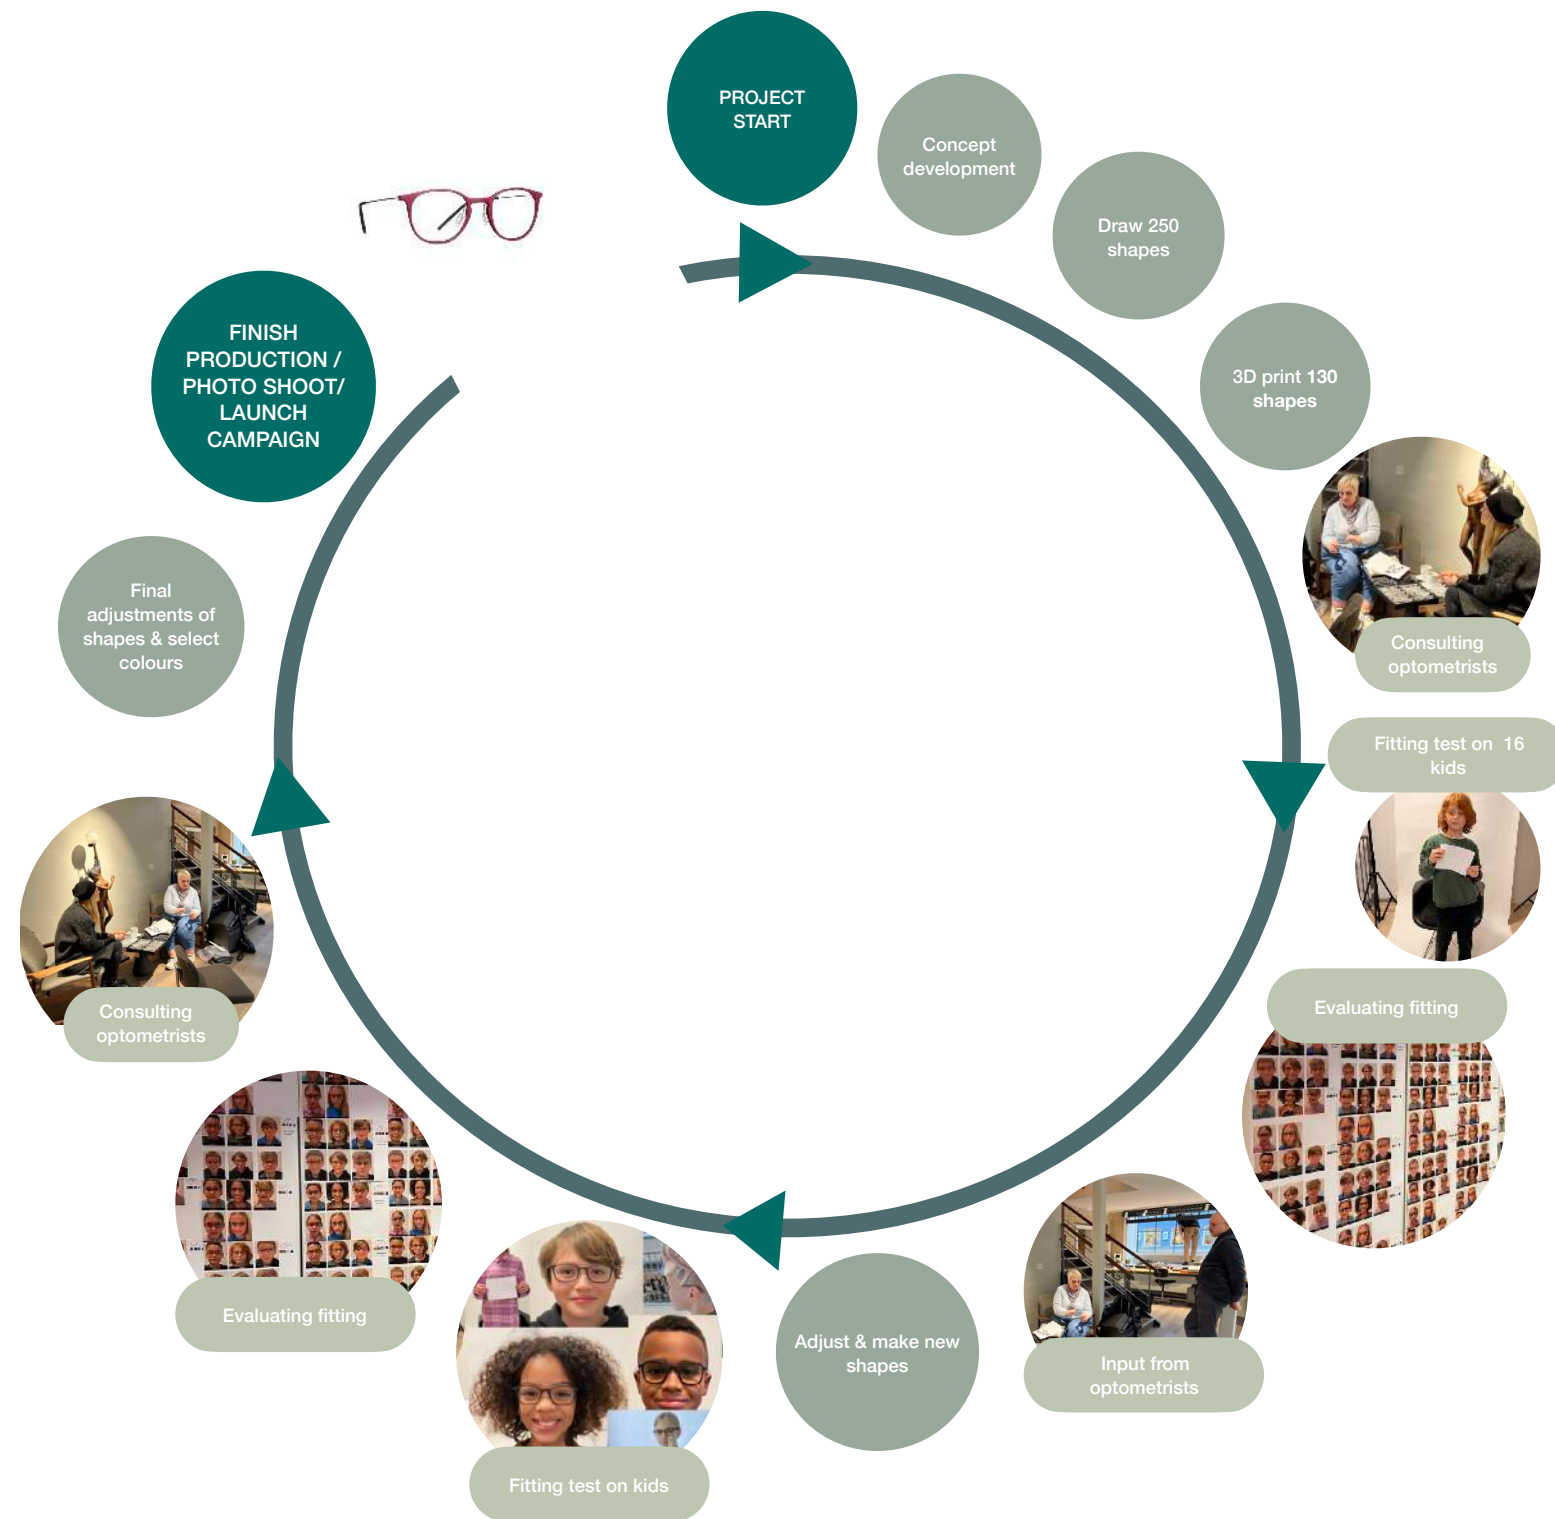 PROJECT
START
Concept
development
Draw 250
shapes
3D print 130
shapes
Consulting
optometrists
Fitting test on  16
kids
Evaluating fitting
Input from
optometrists
Adjust & make new
shapes
Fitting test on kids
Evaluating fitting
Consulting
optometrists
Final
adjustments of
shapes & select
colours
FINISH
PRODUCTION /
PHOTO SHOOT/
LAUNCH
CAMPAIGN